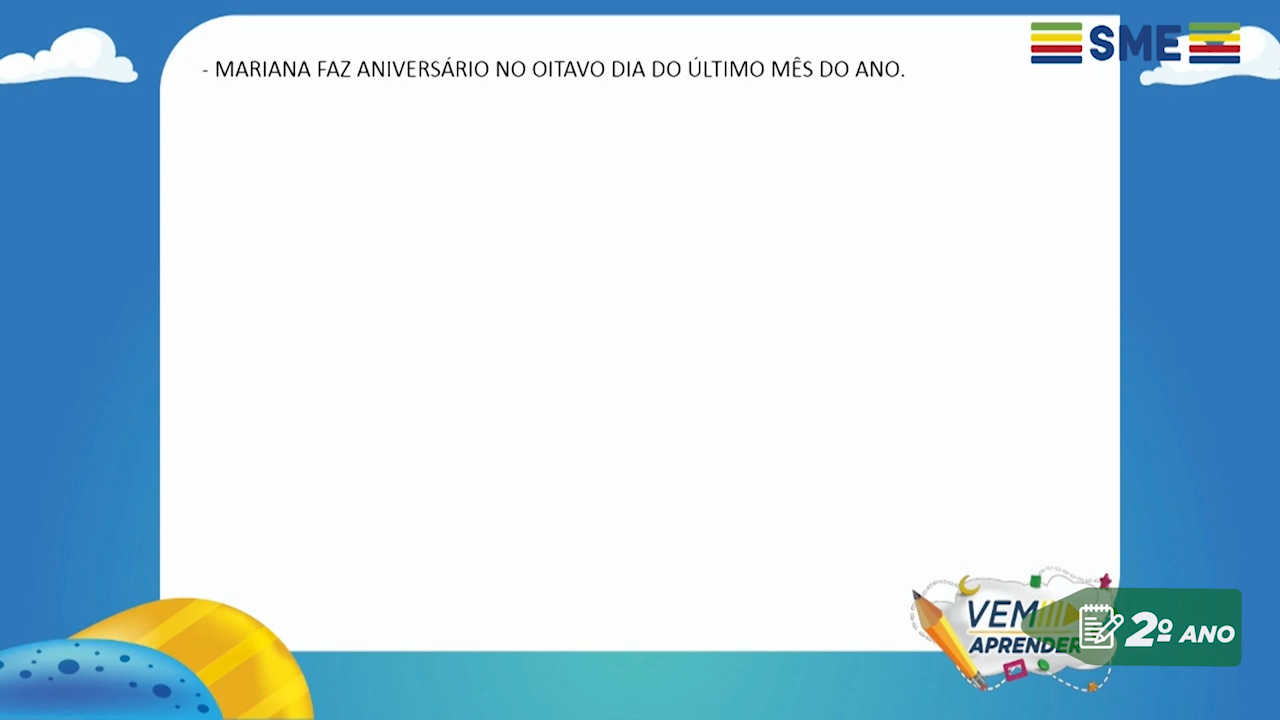 SME
- MARIANA FAZ ANIVERSÁRIO NO OITAVO DIA DO ÚLTIMO MÊS DO ANO.
VEM
APRENDER
2º ANO